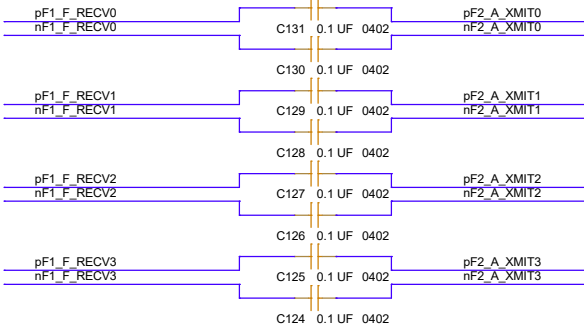 pF1_F_RECV0 pF2_A_XMIT0
nF1_F_RECV0 C131 0.1 UF 0402 nF2_A_XMIT0
C130 0.1 UF 0402
pF1_F_RECV1 pF2_A_XMIT1
nF1_F_RECV1 C129 0.1 UF 0402 nF2_A_XMIT1
C128 0.1 UF 0402
pF1_F_RECV2 pF2_A_XMIT2
nF1_F_RECV2 C127 0.1 UF 0402 nF2_A_XMIT2
C126 0.1 UF 0402
pF1_F_RECV3 pF2_A_XMIT3
nF1_F_RECV3 C125 0.1 UF 0402 nF2_A_XMIT3
C124 0.1 UF 0402